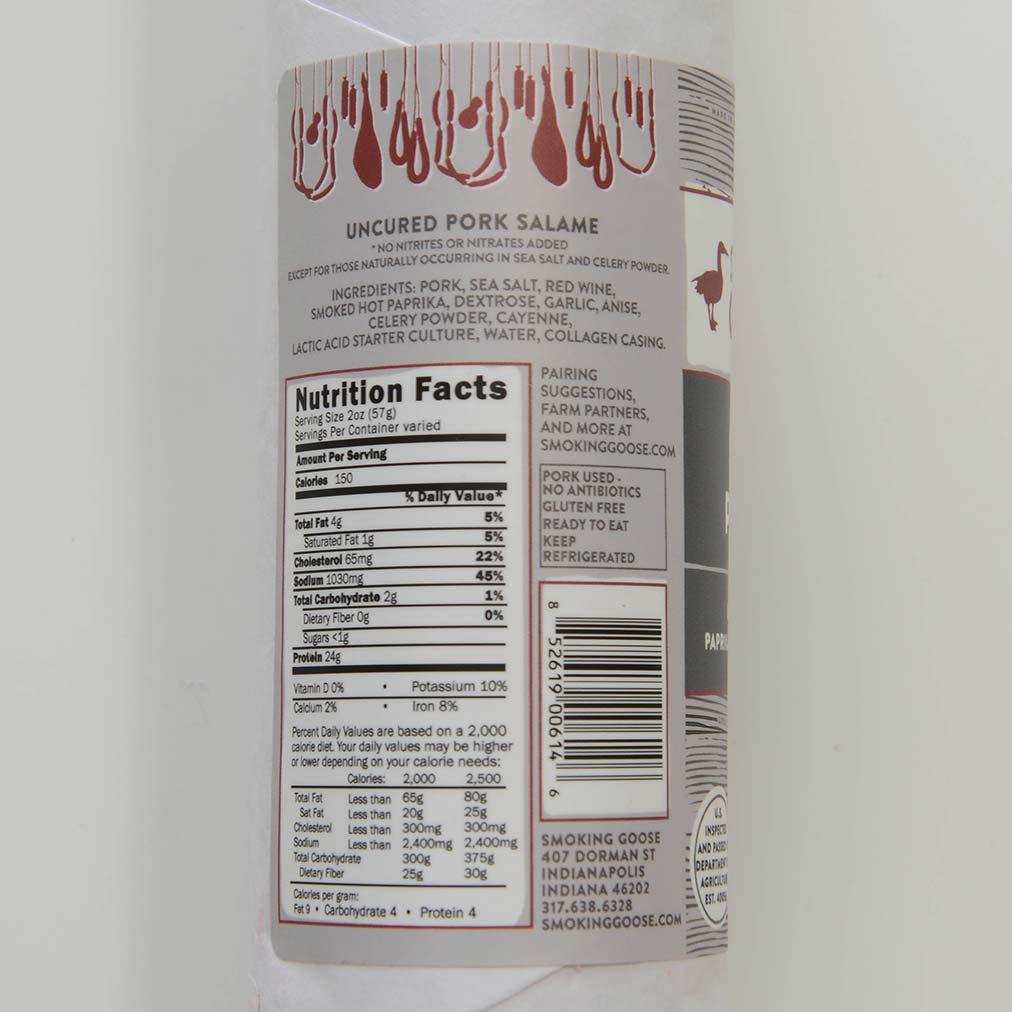 UNCURED PORK SALAME
*NO NITRITES OR NITRATES ADDED
EXCEPT FOR THOSE NATURALLY OCCURRING IN SEA SALT AND CELERY POWDER.
INGREDIENTS: PORK, SEA SALT, RED WINE,
SMOKED HOT PAPRIKA, DEXTROSE, GARLIC, ANISE,
CELERY POWDER, CAYENNE,
LACTIC ACID STARTER CULTURE, WATER, COLLAGEN CASING.
Nutrition Facts
Serving Size 2oz (57g)
Servings Per Container varied
Amount Per Serving
Calories 150
% Daily Value*
Total Fat 4g 5%
Saturated Fat 1g 5%
Cholesterol 65mg 22%
Sodium 1030mg 45%
Total Carbohydrate 2g 1%
Dietary Fiber 0g 0%
Sugars <1g
Protein 24g
Vitamin D 0% • Potassium 10%
Calcium 2% • Iron 8%
Percent Daily Values are based on a 2,000
calorie diet. Your daily values may be higher
or lower depending on your calorie needs:
Calories: 2,000 2,500
Total Fat Less than 65g 80g
Sat Fat Less than 20g 25g
Cholesterol Less than 300mg 300mg
Sodium Less than 2,400mg 2,400mg
Total Carbohydrate 300g 375g
Dietary Fiber 25g 30g
Calories per gram:
Fat 9 • Carbohydrate 4 • Protein 4
PAIRING
SUGGESTIONS,
FARM PARTNERS,
AND MORE AT
SMOKINGGOOSE.COM
PORK USED -
NO ANTIBIOTICS
GLUTEN FREE
READY TO EAT
KEEP
REFRIGERATED
8 52619 00614 6
SMOKING GOOSE
407 DORMAN ST
INDIANAPOLIS
INDIANA 46202
317.638.6328
SMOKINGGOOSE.COM
MADE
PAPR
U.S.
INSPECTE
AND PASSED
DEPARTMENT
AGRICULTU
EST.